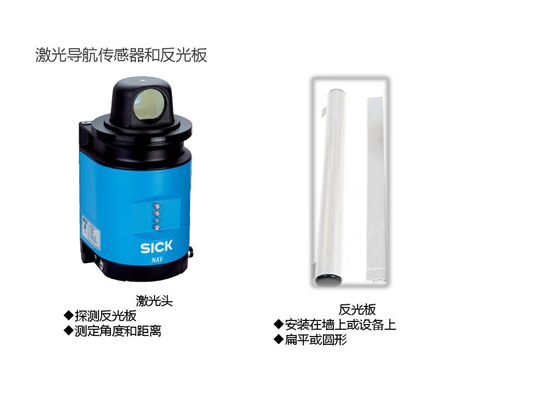 激光导航传感器和反光板
SICK
NAV
激光头
◆探测反光板
◆测定角度和距离
反光板
◆安装在墙上或设备上
◆扁平或圆形